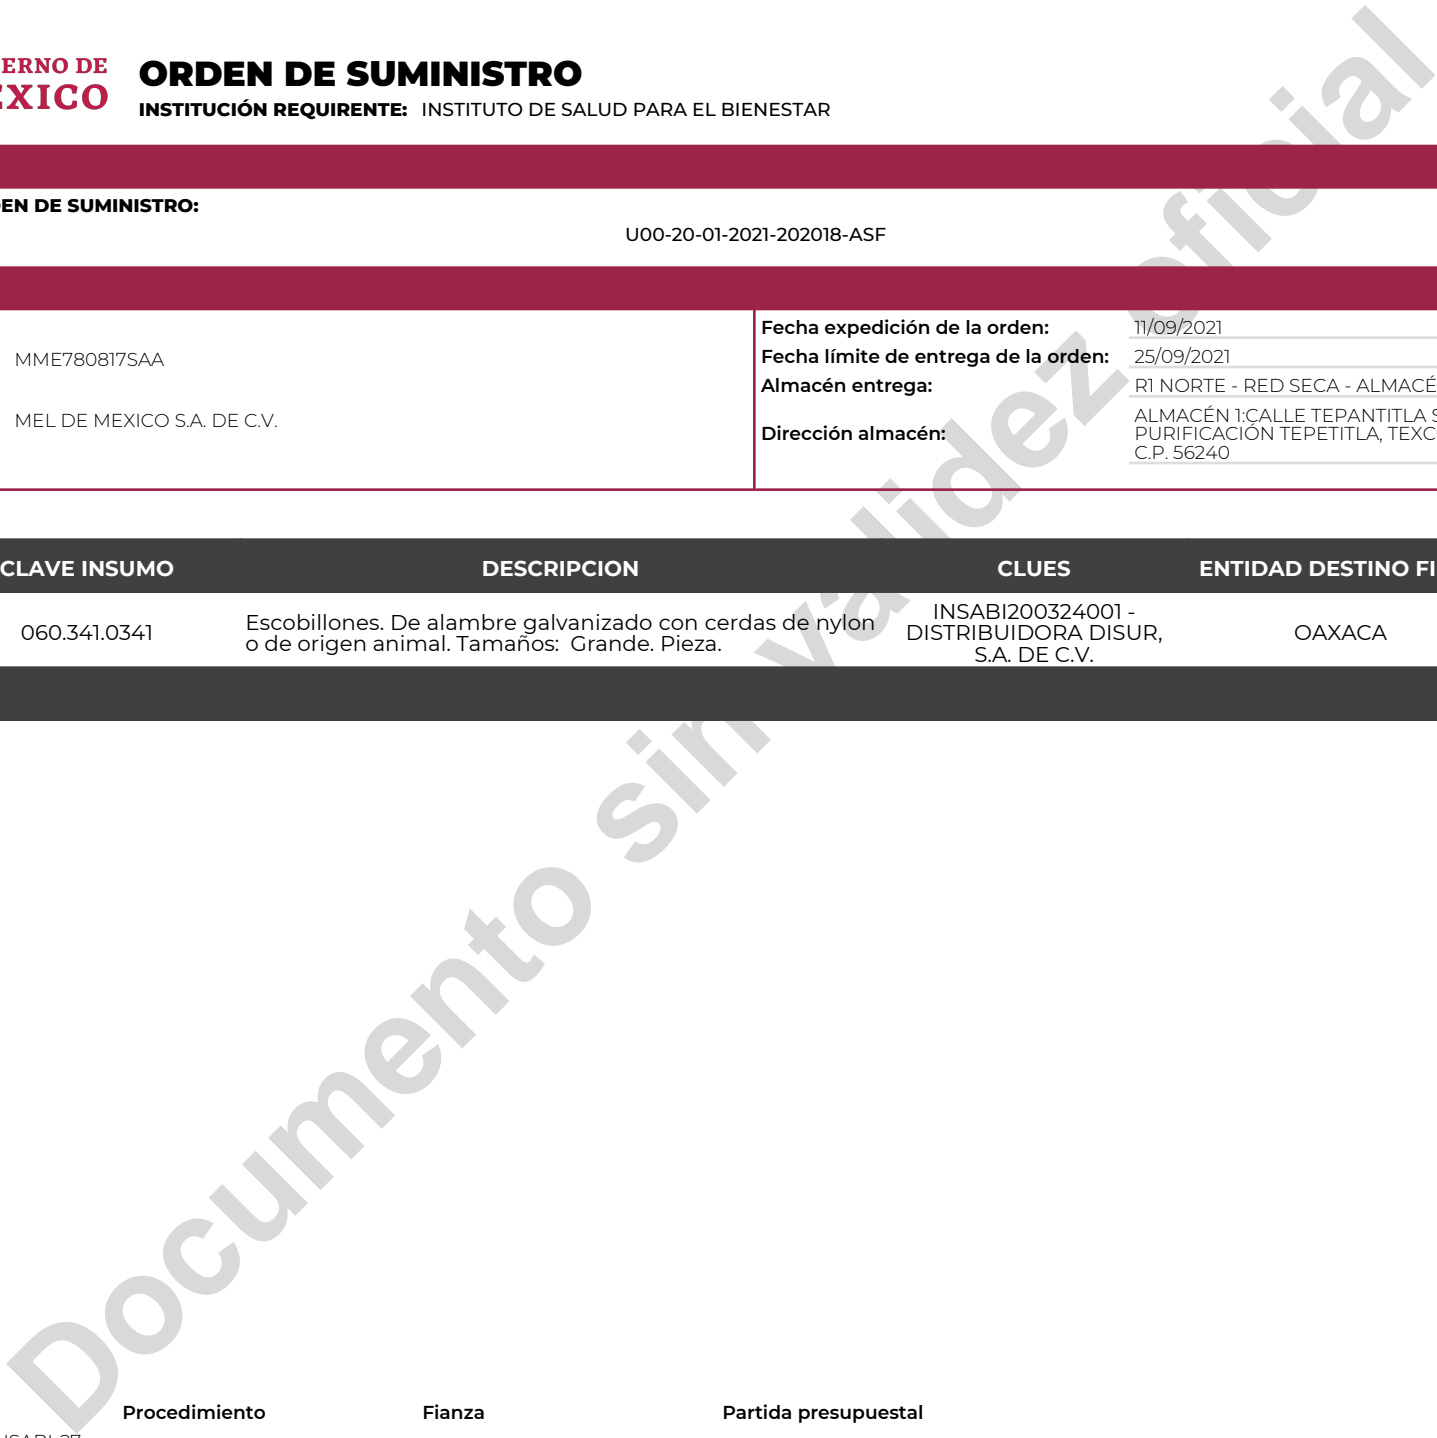 ERNO DE
EXICO
ORDEN DE SUMINISTRO
INSTITUCIÓN REQUIRENTE: INSTITUTO DE SALUD PARA EL BIENESTAR
EN DE SUMINISTRO:
U00-20-01-2021-202018-ASF
MME780817SAA
MEL DE MEXICO S.A. DE C.V.
Fecha expedición de la orden: 11/09/2021
Fecha límite de entrega de la orden: 25/09/2021
Almacén entrega: R1 NORTE - RED SECA - ALMACÉ
Dirección almacén: ALMACÉN 1:CALLE TEPANTITLA S
PURIFICACIÓN TEPETITLA, TEXC
C.P. 56240
CLAVE INSUMO DESCRIPCION CLUES ENTIDAD DESTINO FI
060.341.0341
Escobillones. De alambre galvanizado con cerdas de nylon
o de origen animal. Tamaños: Grande. Pieza.
INSABI200324001 -
DISTRIBUIDORA DISUR,
S.A. DE C.V.
OAXACA
Documento sin validez oficial
Procedimiento Fianza Partida presupuestal